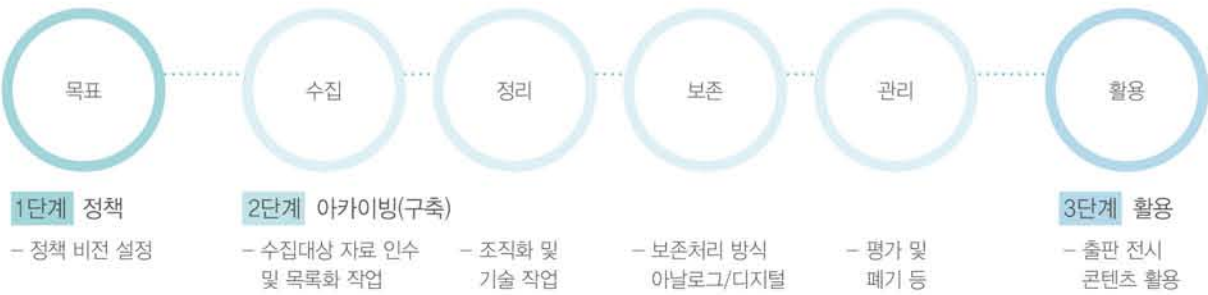 목표
수집
정리
보존
관리
활용
1단계 정책
– 정책 비전 설정
2단계 아카이빙(구축)
– 수집대상 자료 인수
및 목록화 작업
– 조직화 및
기술 작업
– 보존처리 방식
아날로그/디지털
– 평가 및
폐기 등
3단계 활용
– 출판 전시
콘텐츠 활용